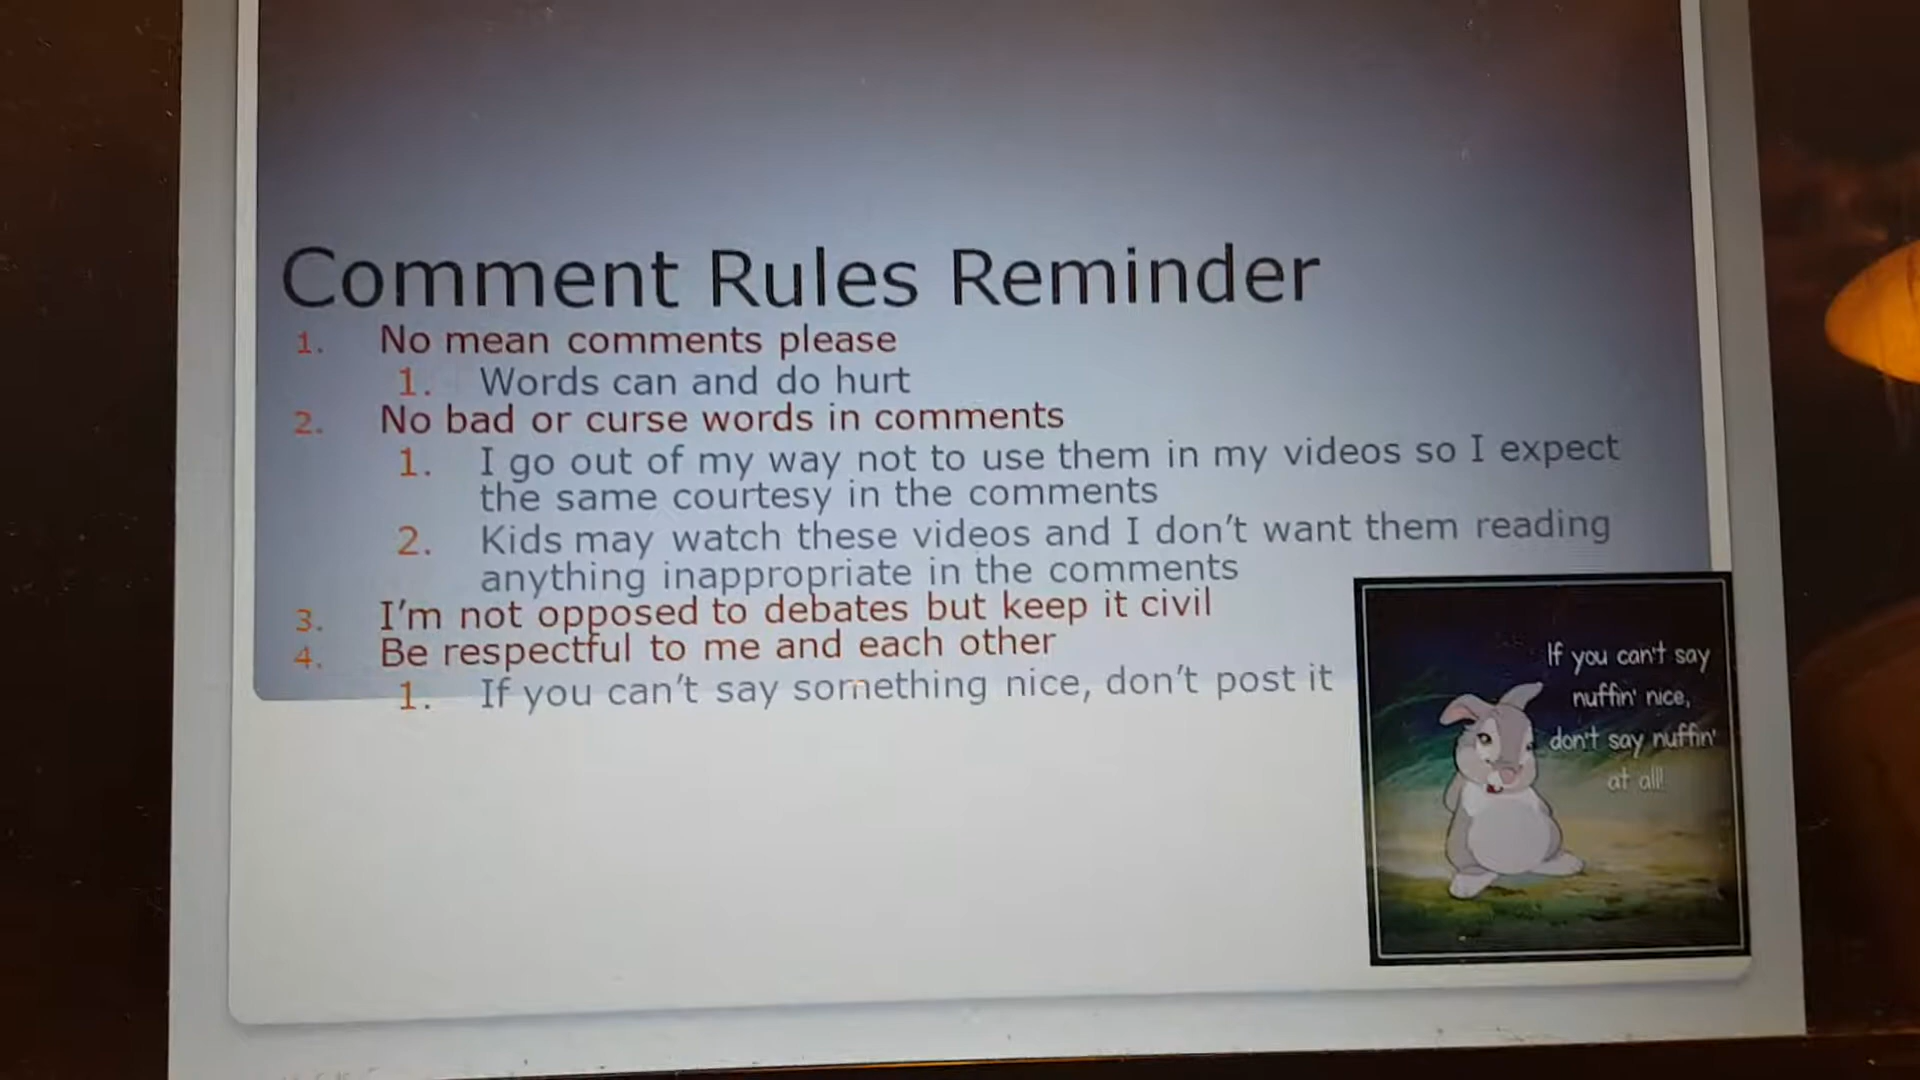 Comment Rules Reminder
1. No mean comments please
1. Words can and do hurt
2. No bad or curse words in comments
1. I go out of my way not to use them in my videos so I expect
the same courtesy in the comments
2. Kids may watch these videos and I don't want them reading
anything inappropriate in the comments
3. I'm not opposed to debates but keep it civil
4. Be respectful to me and each other
1. If you can't say something nice, don't post it
If you can't say
nuffin' nice,
don't say nuffin'
at all!